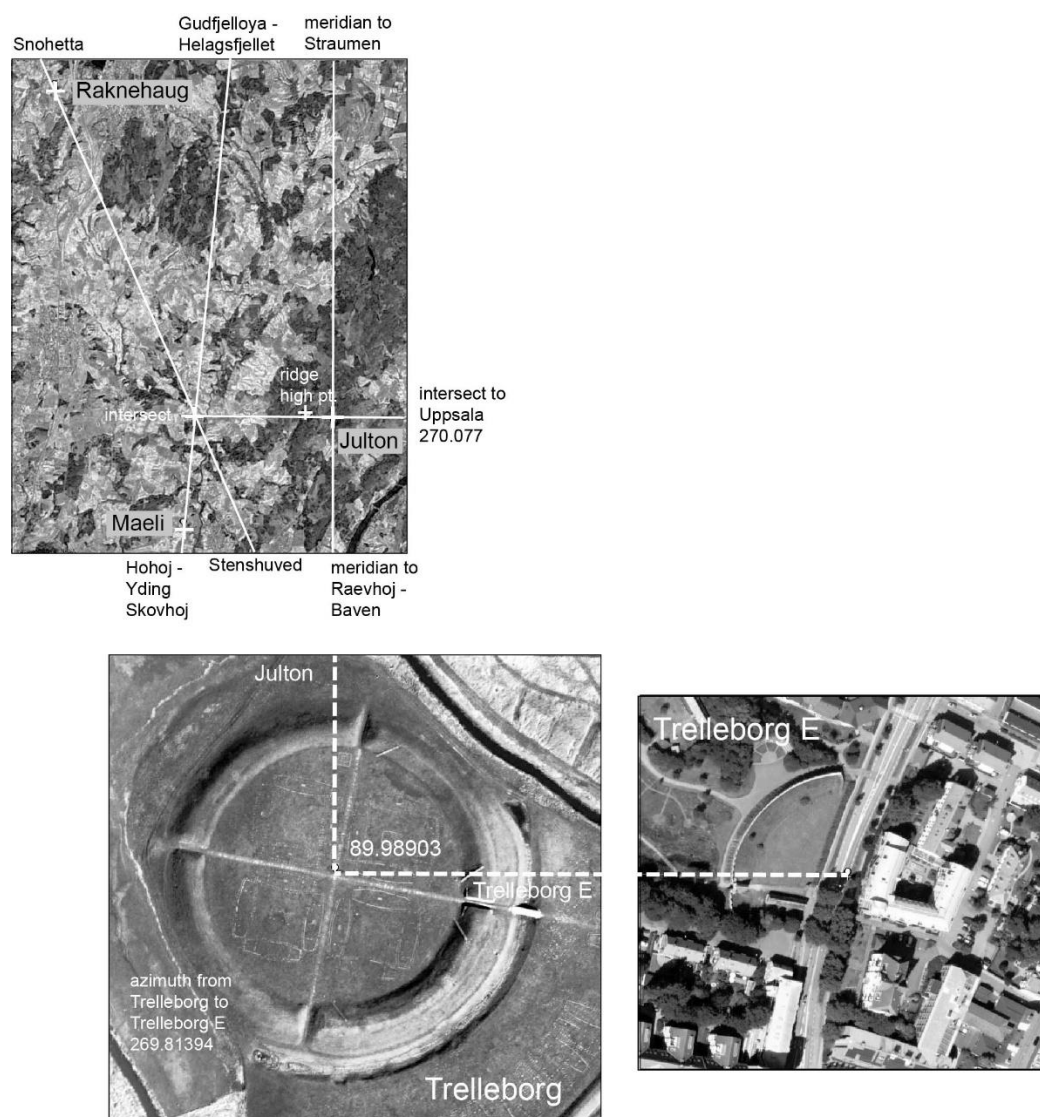 Snohetta
Gudfjelloya -
Helagsfjellet
meridian to
Straumen
Raknehaug
ridge
high pt.
intersect
Julton
intersect to
Uppsala
270.077
Maeli
Hohoj -
Yding
Skovhoj
Stenshuved
meridian to
Raevhoj -
Baven
Julton
89.98903
Trelleborg E
azimuth from
Trelleborg to
Trelleborg E
269.81394
Trelleborg
Trelleborg E